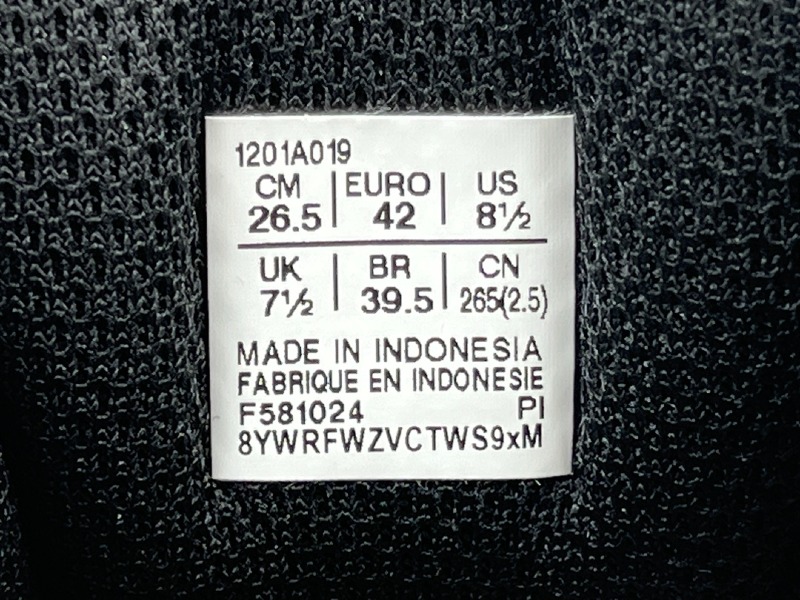 1201A019
CM | EURO | US
26.5 | 42 | 8½
UK | BR | CN
7½ | 39.5 | 265(2.5)
MADE IN INDONESIA
FABRIQUE EN INDONESIE
F581024 PI
8YWRFWZVCTWS9xM